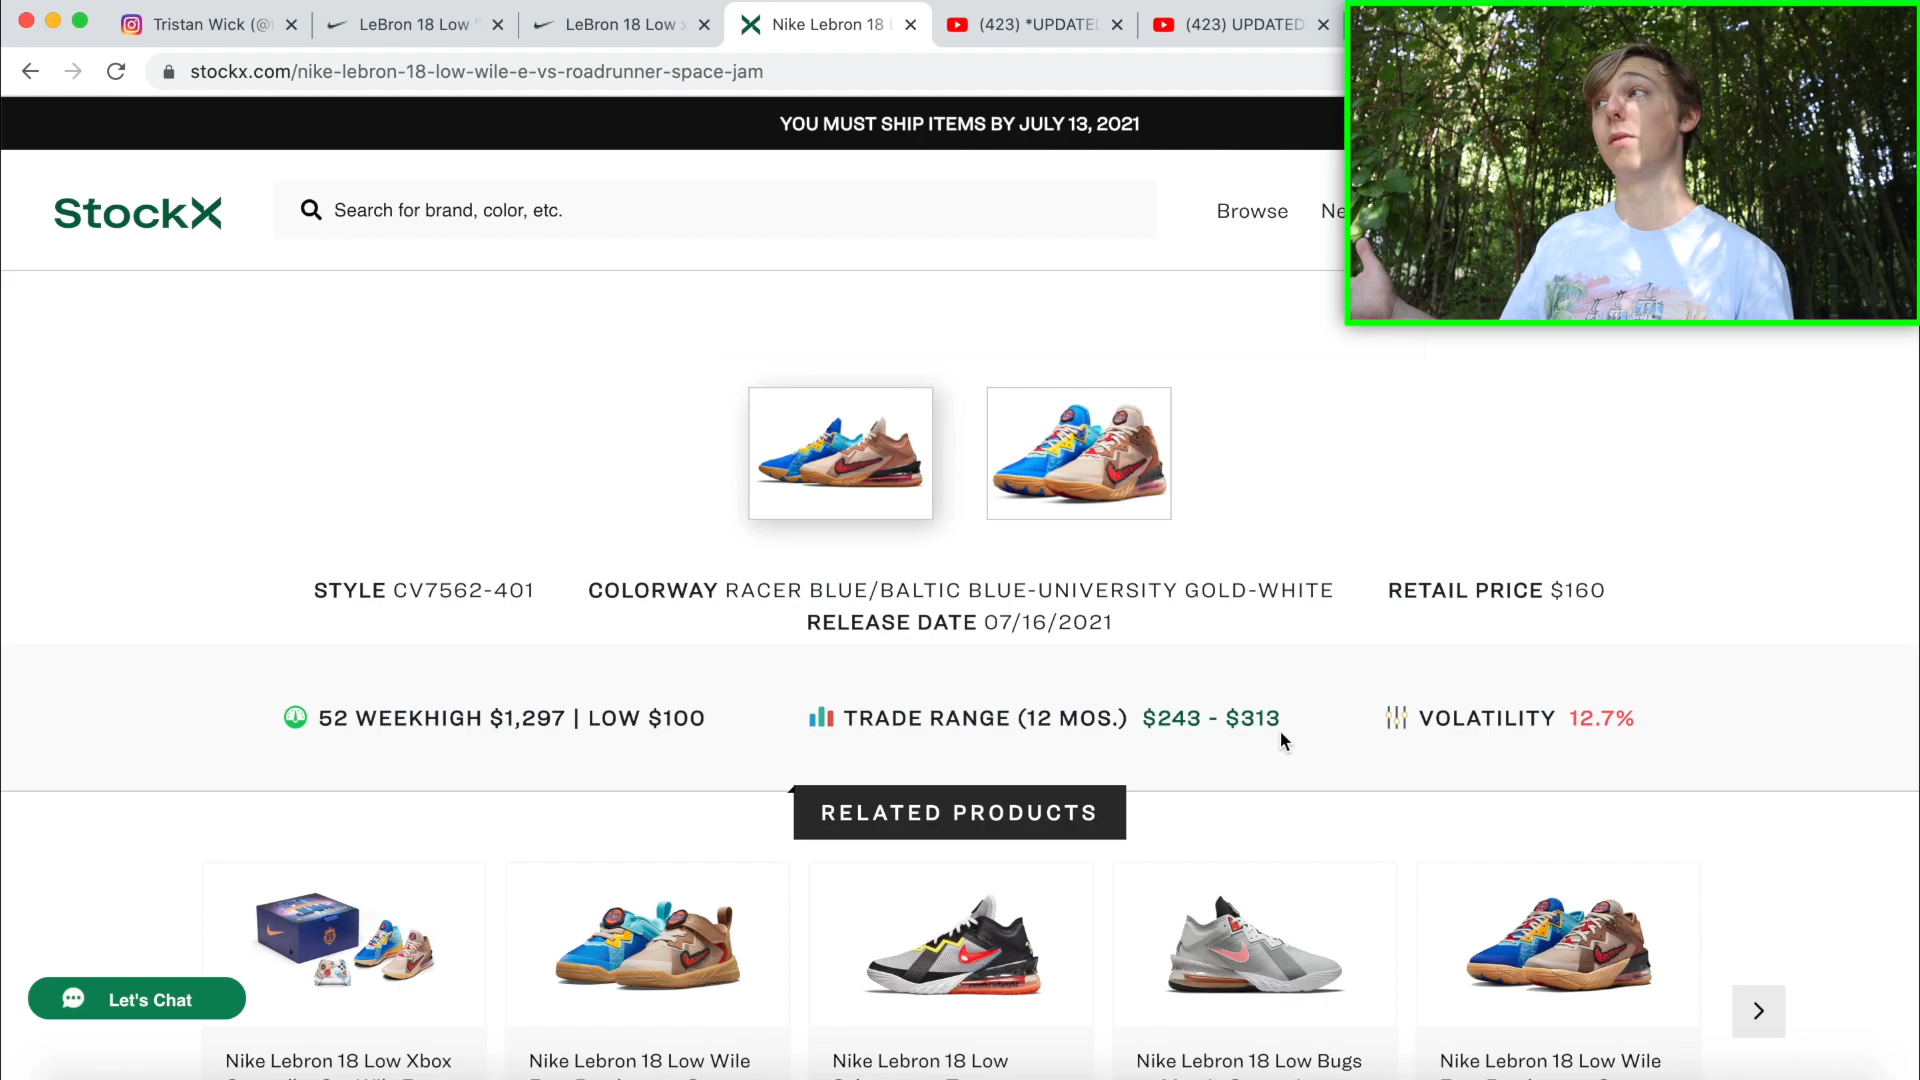 Tristan Wick (@
LeBron 18 Low
LeBron 18 Low
Nike Lebron 18
(423) *UPDATE
(423) UPDATED
stockx.com/nike-lebron-18-low-wile-e-vs-roadrunner-space-jam
YOU MUST SHIP ITEMS BY JULY 13, 2021
StockX
Search for brand, color, etc.
Browse
Ne
STYLE CV7562-401
COLORWAY RACER BLUE/BALTIC BLUE-UNIVERSITY GOLD-WHITE
RETAIL PRICE $160
RELEASE DATE 07/16/2021
52 WEEKHIGH $1,297 | LOW $100
TRADE RANGE (12 MOS.) $243 - $313
VOLATILITY 12.7%
RELATED PRODUCTS
Let's Chat
Nike Lebron 18 Low Xbox
Nike Lebron 18 Low Wile
Nike Lebron 18 Low
Nike Lebron 18 Low Bugs
Nike Lebron 18 Low Wile